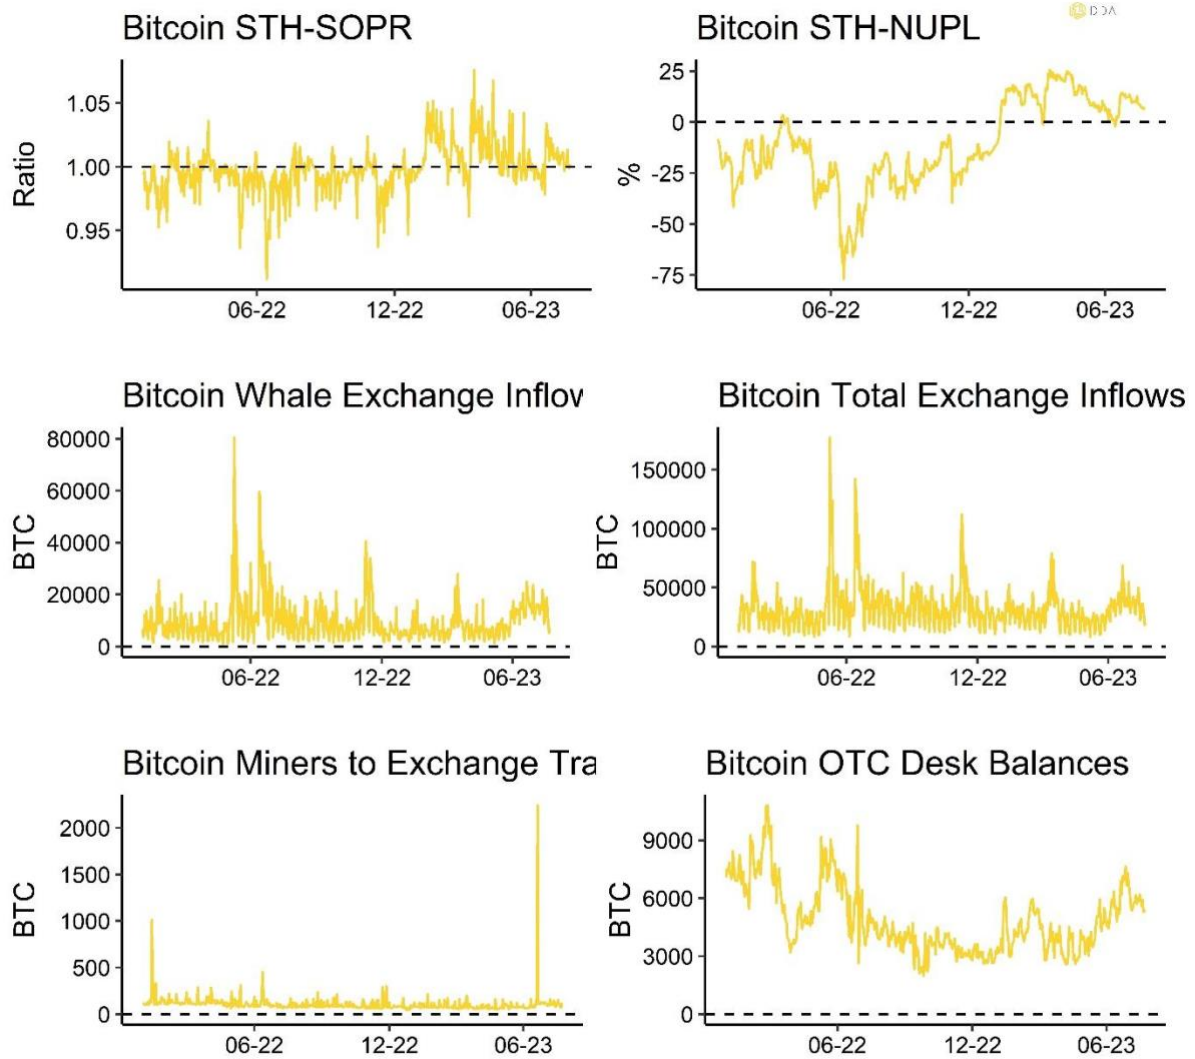 DDA
Bitcoin STH-SOPR
Ratio
1.05
1.00
0.95
06-22 12-22 06-23
Bitcoin STH-NUPL
%
25
0
-25
-50
-75
06-22 12-22 06-23
Bitcoin Whale Exchange Inflow
BTC
80000
60000
40000
20000
0
06-22 12-22 06-23
Bitcoin Total Exchange Inflows
BTC
150000
100000
50000
0
06-22 12-22 06-23
Bitcoin Miners to Exchange Tra
BTC
2000
1500
1000
500
0
06-22 12-22 06-23
Bitcoin OTC Desk Balances
BTC
9000
6000
3000
0
06-22 12-22 06-23